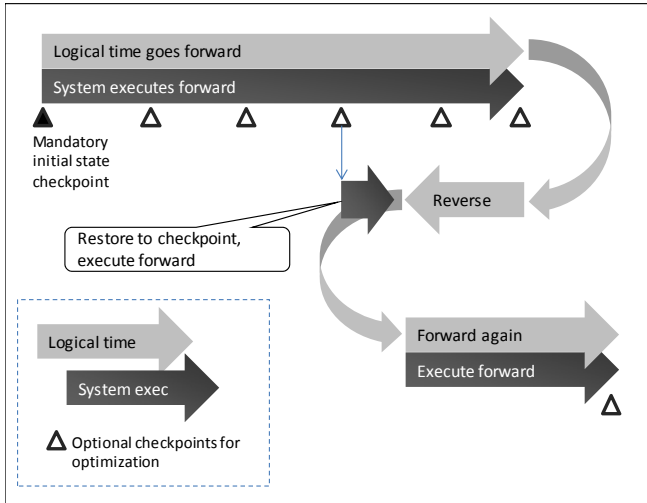 Logical time goes forward
System executes forward
Mandatory
initial state
checkpoint
Reverse
Restore to checkpoint,
execute forward
Logical time
System exec
Optional checkpoints for
optimization
Forward again
Execute forward